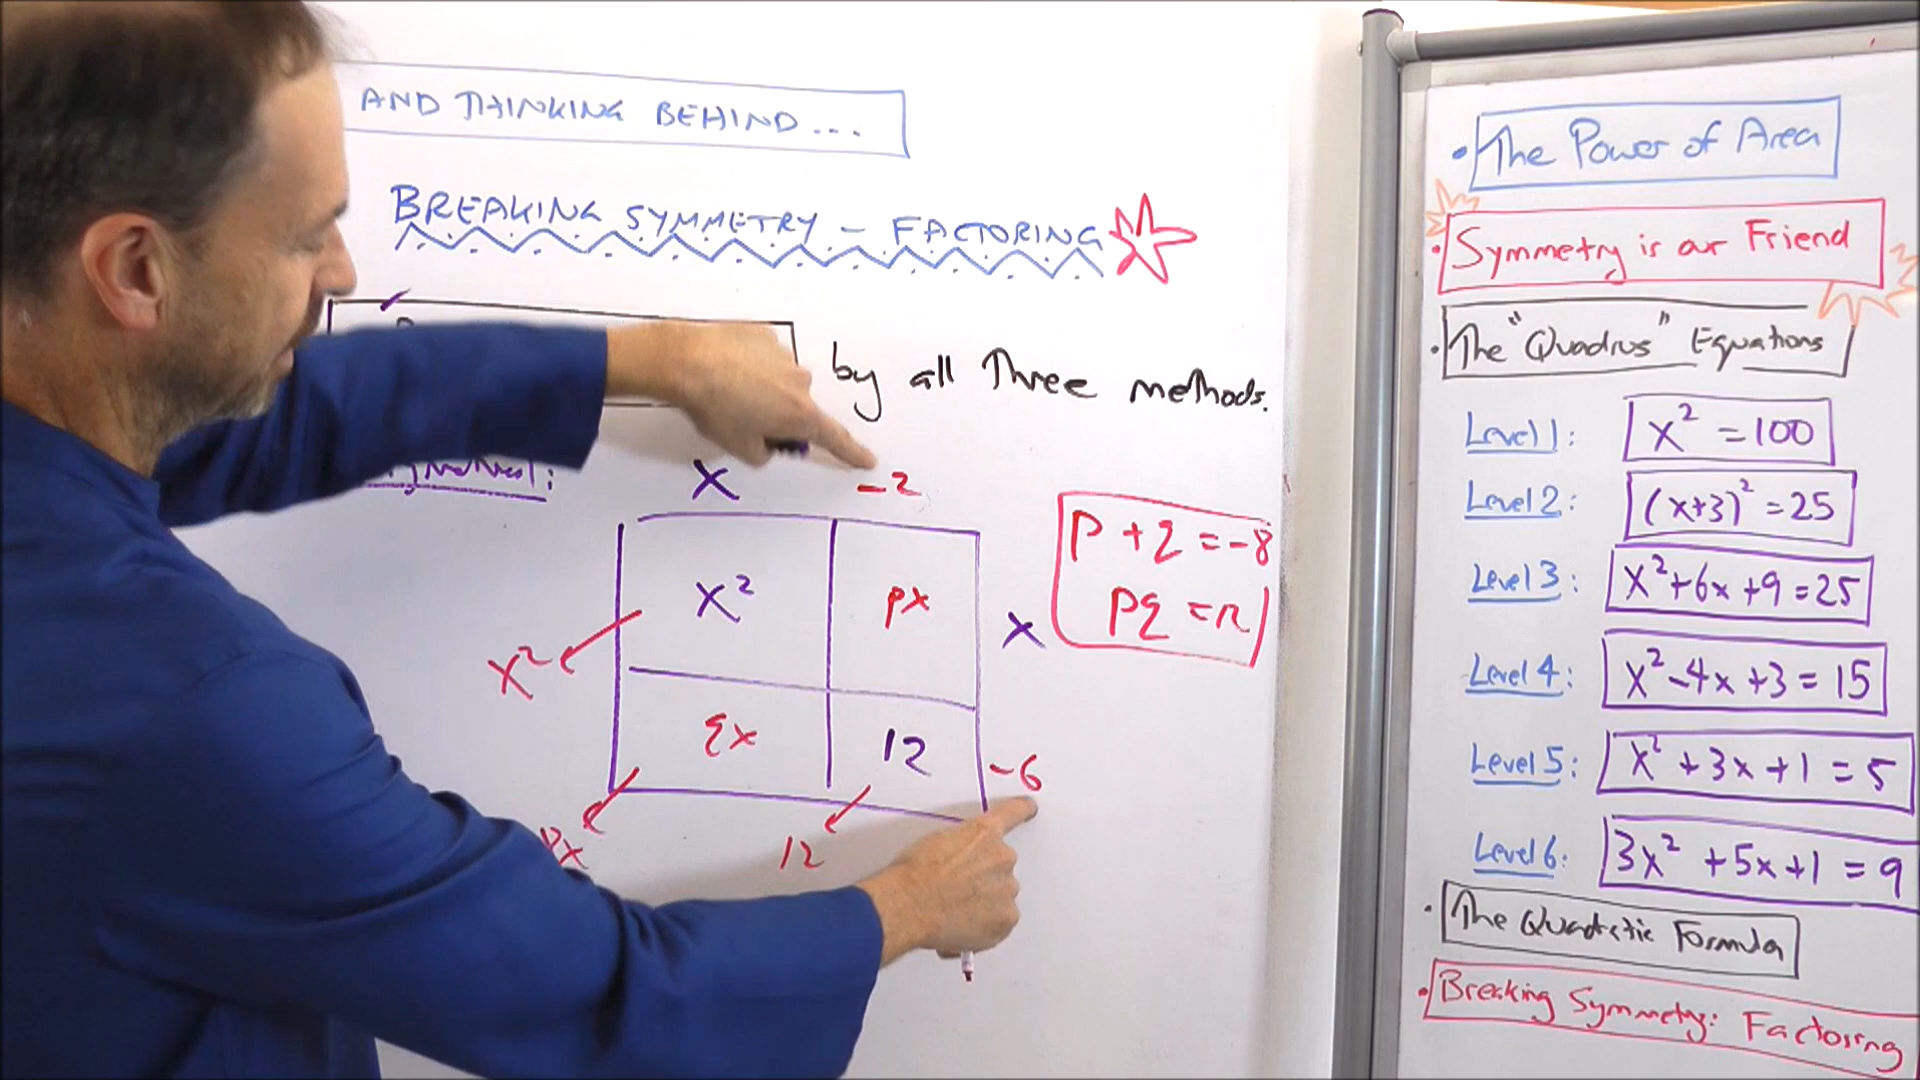 AND THINKING BEHIND...
BREAKING SYMMETRY - FACTORING
by all three methods.
X
-2
x²
px
x
qx
12
-6
x²
12
p + q = -8
pq = 12
• The Power of Area
• Symmetry is our Friend
• The "Quadrus" Equations
Level 1: x² = 100
Level 2: (x+3)² = 25
Level 3: x²+6x+9=25
Level 4: x²-4x+3=15
Level 5: x²+3x+1=5
Level 6: 3x²+5x+1=9
• The Quadratic Formula
• Breaking Symmetry: Factoring